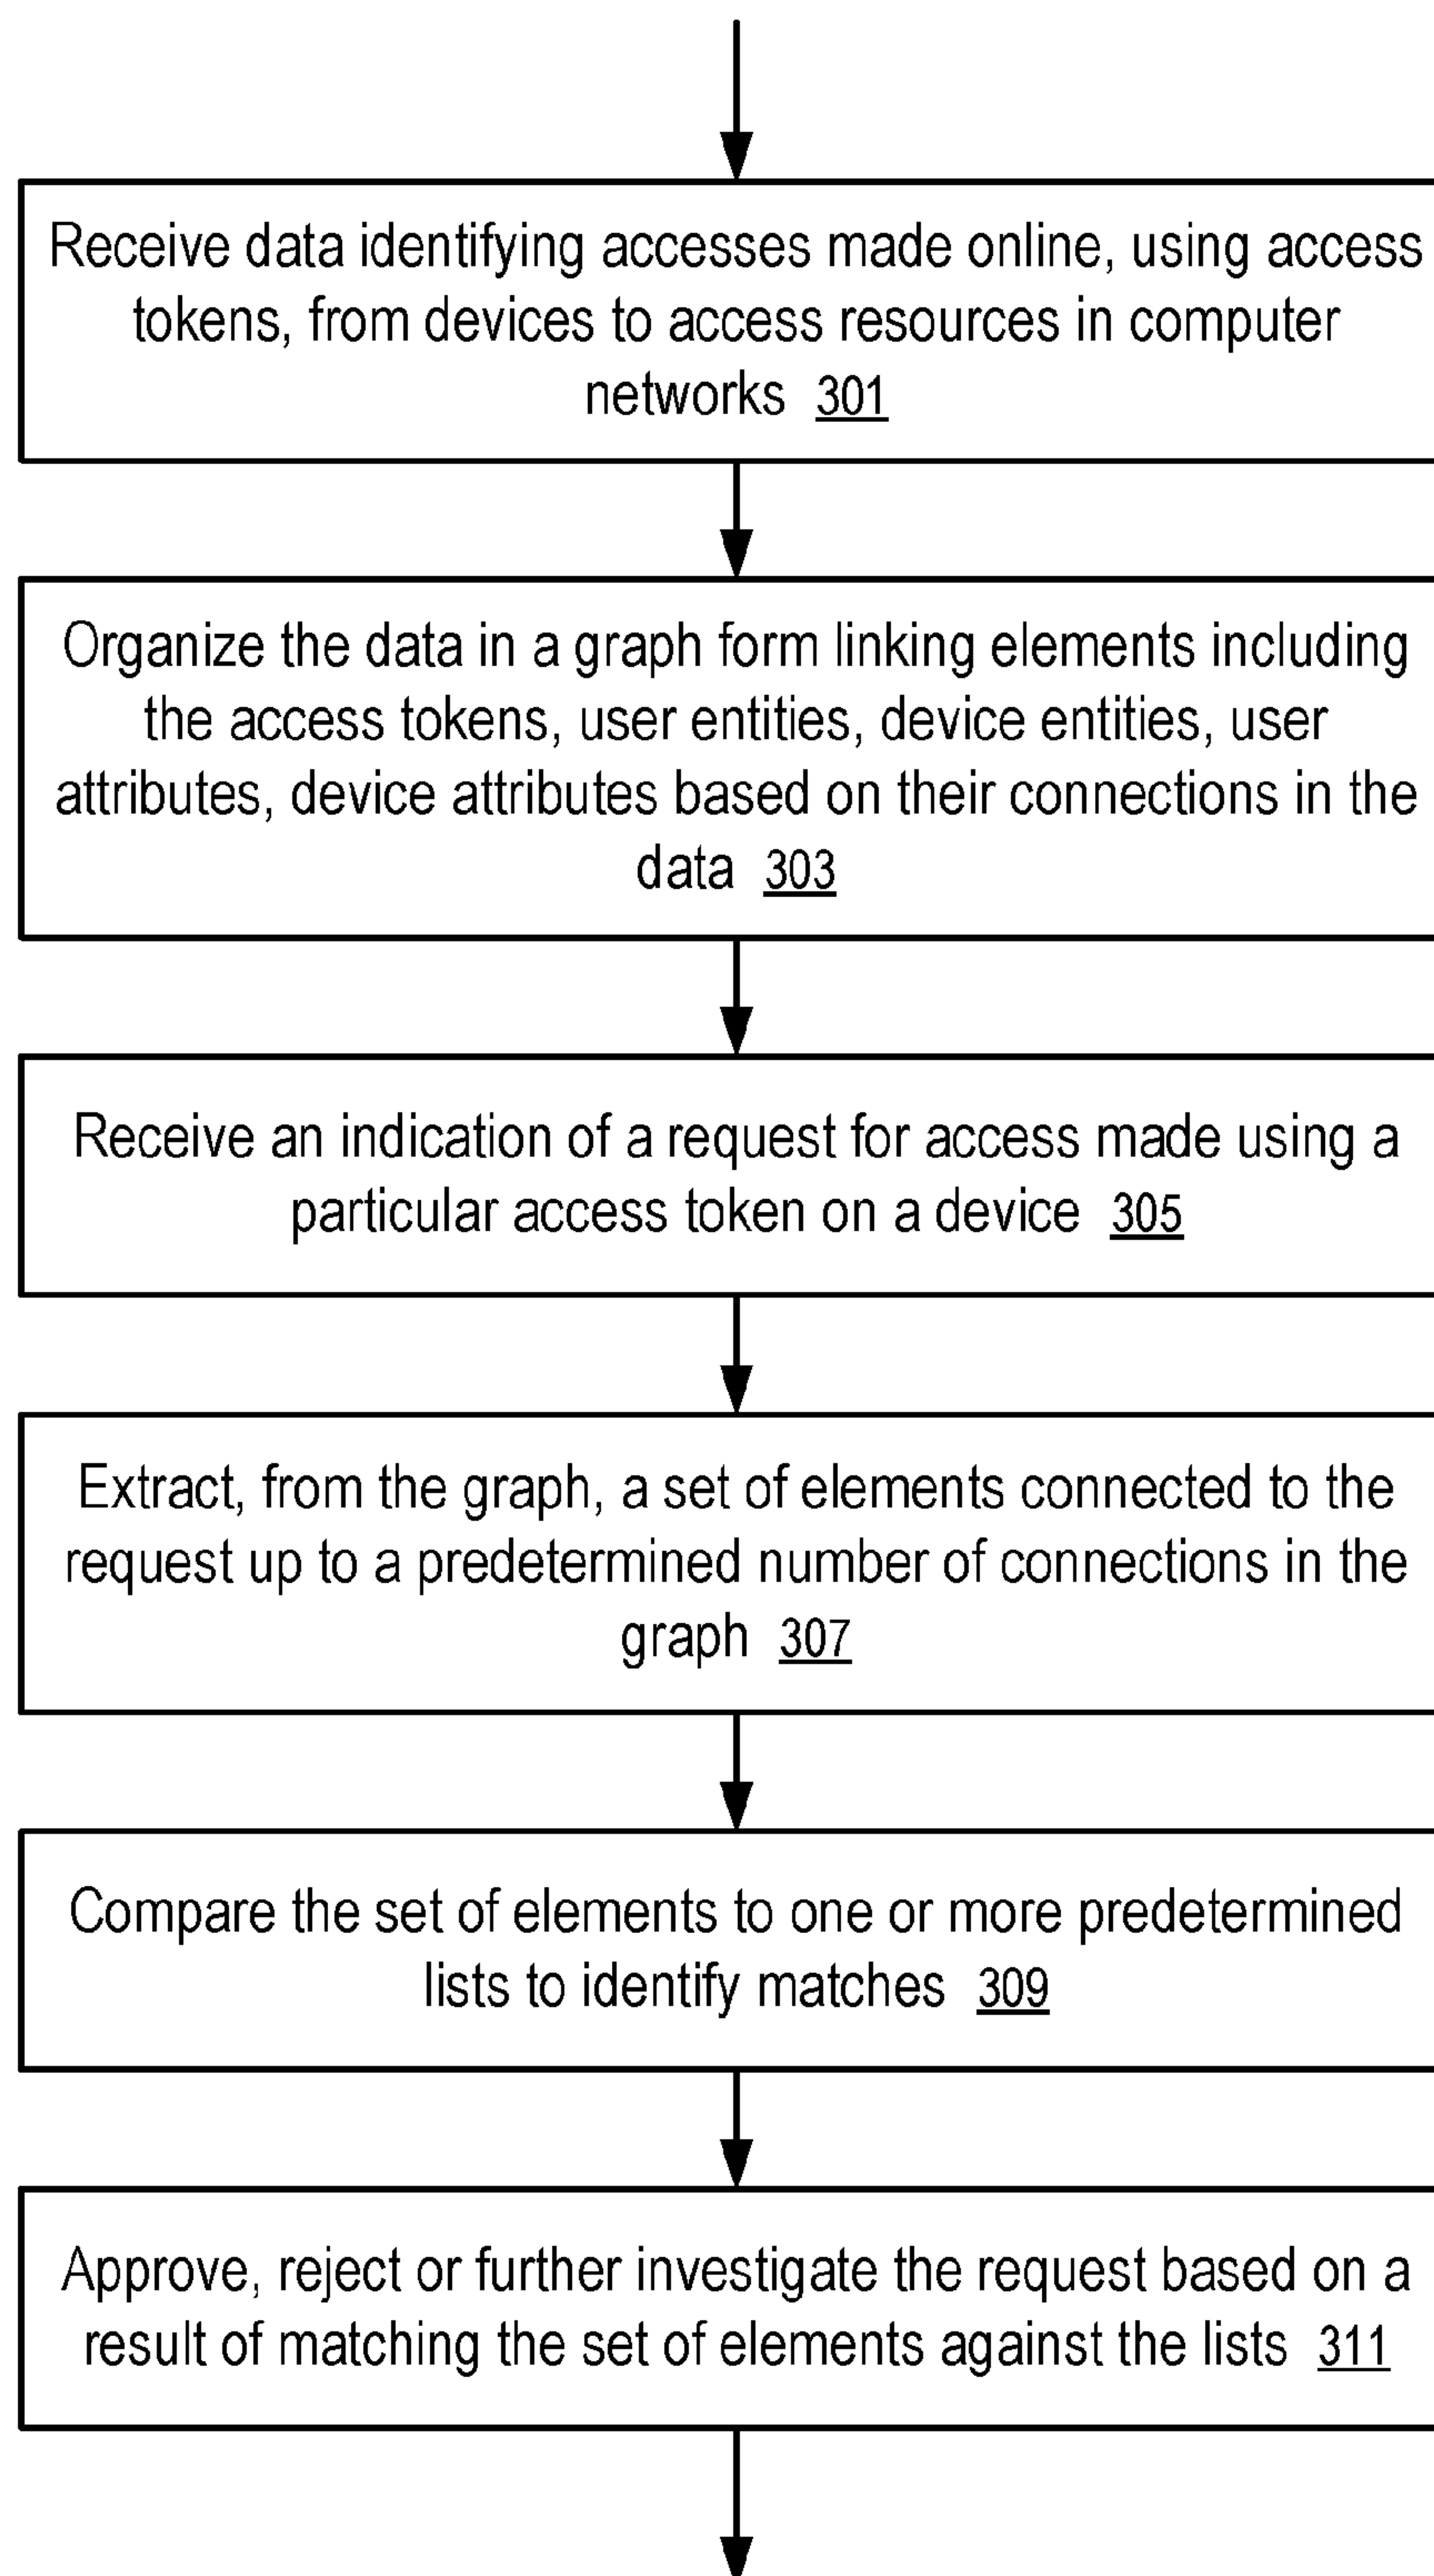 Receive data identifying accesses made online, using access
tokens, from devices to access resources in computer
networks 301
Organize the data in a graph form linking elements including
the access tokens, user entities, device entities, user
attributes, device attributes based on their connections in the
data 303
Receive an indication of a request for access made using a
particular access token on a device 305
Extract, from the graph, a set of elements connected to the
request up to a predetermined number of connections in the
graph 307
Compare the set of elements to one or more predetermined
lists to identify matches 309
Approve, reject or further investigate the request based on a
result of matching the set of elements against the lists 311